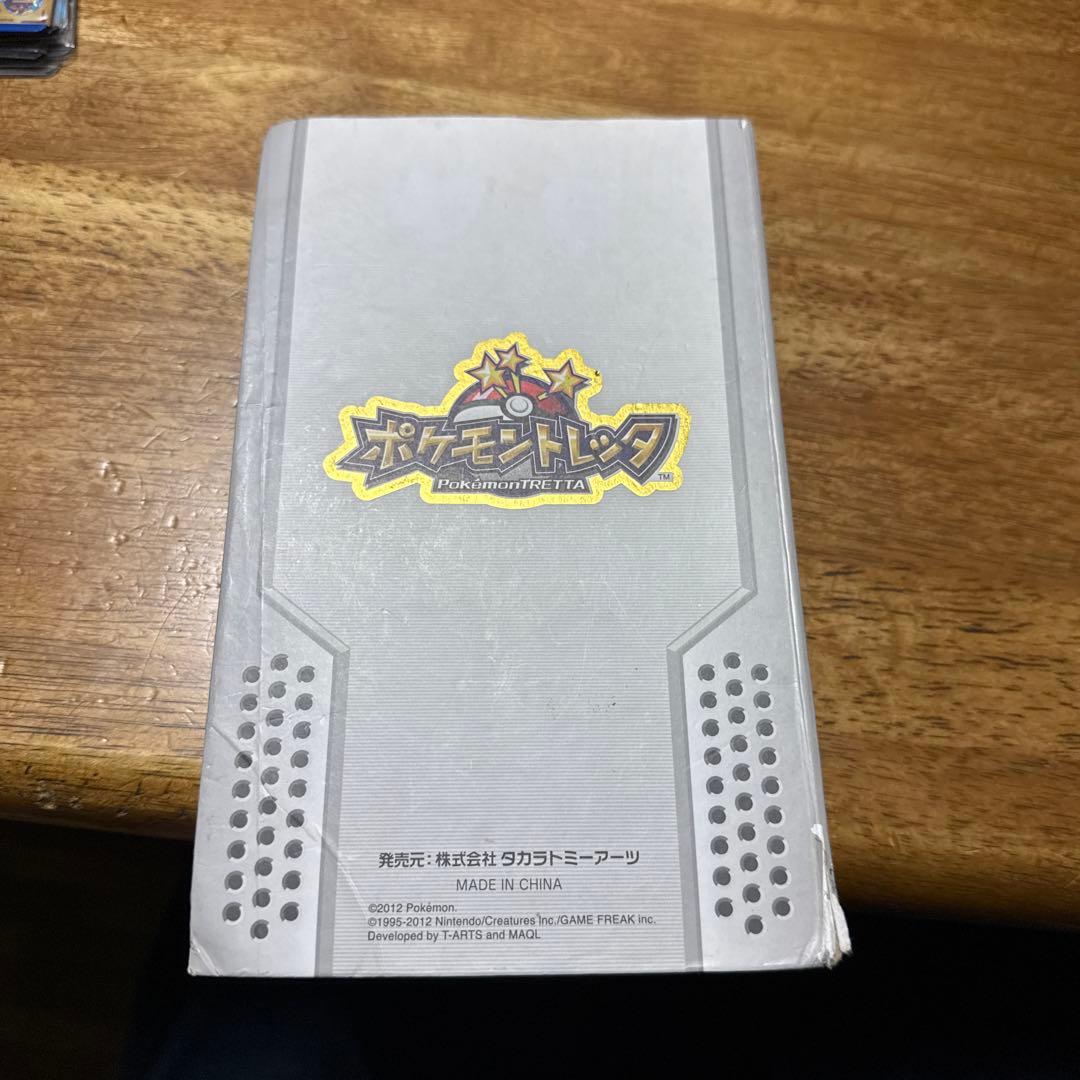 ポケモントレッタ
PokémonTRETTA
TM
発売元:株式会社 タカラトミーアーツ
MADE IN CHINA
©2012 Pokémon.
©1995-2012 Nintendo/Creatures Inc./GAME FREAK inc.
Developed by T-ARTS and MAQL